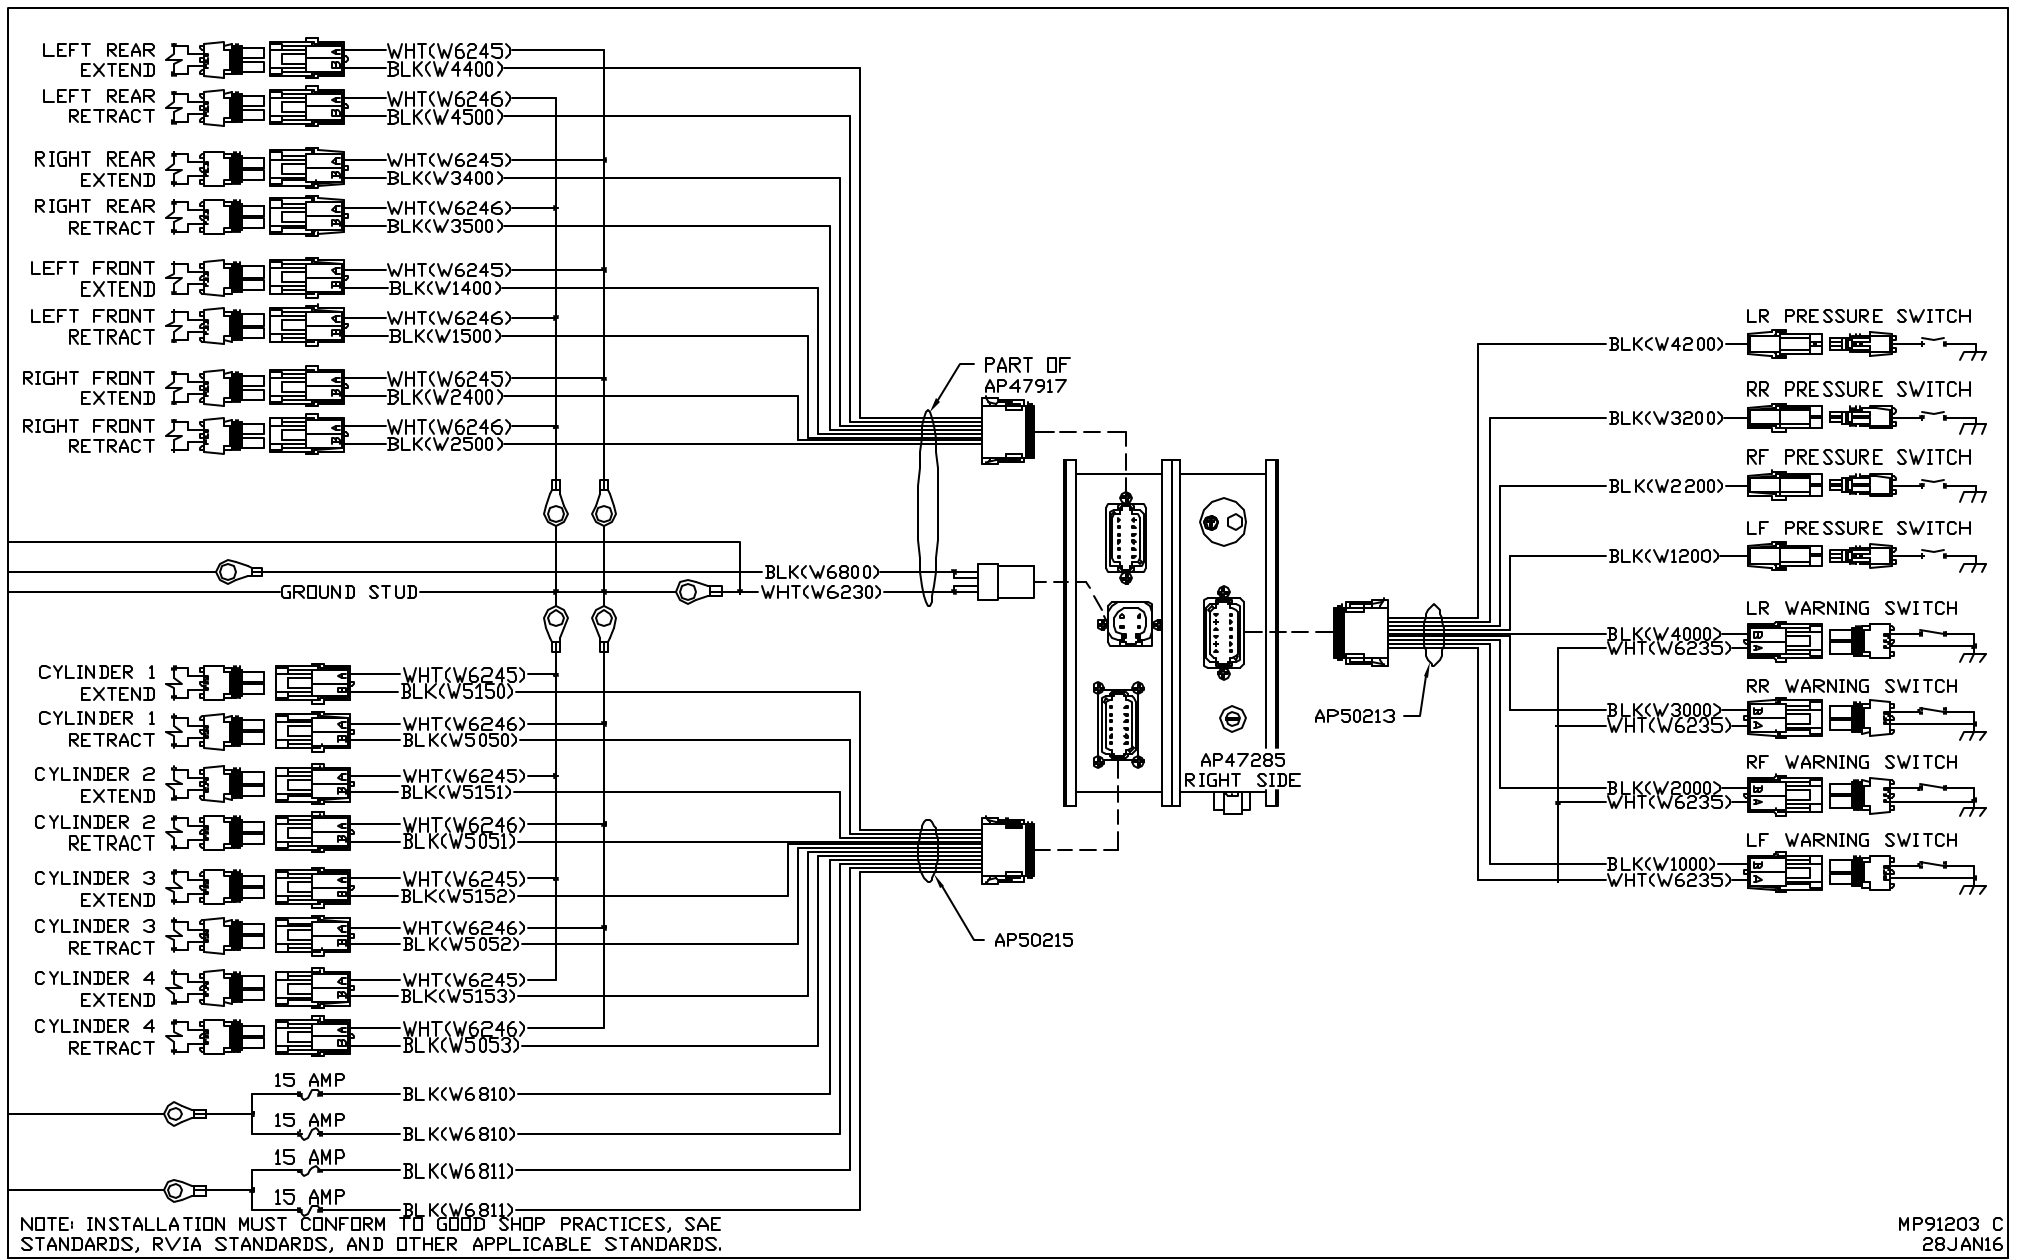 LEFT REAR
EXTEND
WHT(W6245)
BLK(W4400)
LEFT REAR
RETRACT
WHT(W6246)
BLK(W4500)
RIGHT REAR
EXTEND
WHT(W6245)
BLK(W3400)
RIGHT REAR
RETRACT
WHT(W6246)
BLK(W3500)
LEFT FRONT
EXTEND
WHT(W6245)
BLK(W1400)
LEFT FRONT
RETRACT
WHT(W6246)
BLK(W1500)
RIGHT FRONT
EXTEND
WHT(W6245)
BLK(W2400)
RIGHT FRONT
RETRACT
WHT(W6246)
BLK(W2500)
PART OF
AP47917
BLK(W6800)
WHT(W6230)
GROUND STUD
CYLINDER 1
EXTEND
WHT(W6245)
BLK(W5150)
CYLINDER 1
RETRACT
WHT(W6246)
BLK(W5050)
CYLINDER 2
EXTEND
WHT(W6245)
BLK(W5151)
CYLINDER 2
RETRACT
WHT(W6246)
BLK(W5051)
CYLINDER 3
EXTEND
WHT(W6245)
BLK(W5152)
CYLINDER 3
RETRACT
WHT(W6246)
BLK(W5052)
CYLINDER 4
EXTEND
WHT(W6245)
BLK(W5153)
CYLINDER 4
RETRACT
WHT(W6246)
BLK(W5053)
15 AMP
BLK(W6810)
15 AMP
BLK(W6810)
15 AMP
BLK(W6811)
15 AMP
BLK(W6811)
AP50215
AP47285
RIGHT SIDE
AP50213
LR PRESSURE SWITCH
BLK(W4200)
RR PRESSURE SWITCH
BLK(W3200)
RF PRESSURE SWITCH
BLK(W2200)
LF PRESSURE SWITCH
BLK(W1200)
LR WARNING SWITCH
BLK(W4000)
WHT(W6235)
RR WARNING SWITCH
BLK(W3000)
WHT(W6235)
RF WARNING SWITCH
BLK(W2000)
WHT(W6235)
LF WARNING SWITCH
BLK(W1000)
WHT(W6235)
NOTE: INSTALLATION MUST CONFORM TO GOOD SHOP PRACTICES, SAE
STANDARDS, RVIA STANDARDS, AND OTHER APPLICABLE STANDARDS.
MP91203 C
28JAN16